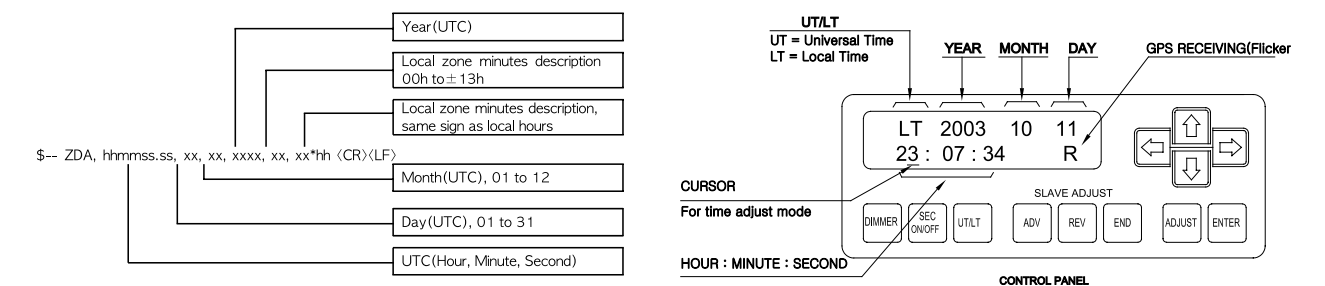 Year(UTC)
Local zone minutes description
00h to±13h
Local zone minutes description,
same sign as local hours
$-- ZDA, hhmmss.ss, xx, xx, xxxx, xx, xx*hh 〈CR〉〈LF〉
Month(UTC), 01 to 12
Day(UTC), 01 to 31
UTC(Hour, Minute, Second)
UT/LT
UT = Universal Time
LT = Local Time
YEAR MONTH DAY
GPS RECEIVING(Flicker
LT 2003 10 11
23 : 07 : 34 R
CURSOR
For time adjust mode
SLAVE ADJUST
DIMMER
SEC
ON/OFF
UT/LT
ADV
REV
END
ADJUST
ENTER
HOUR : MINUTE : SECOND
CONTROL PANEL